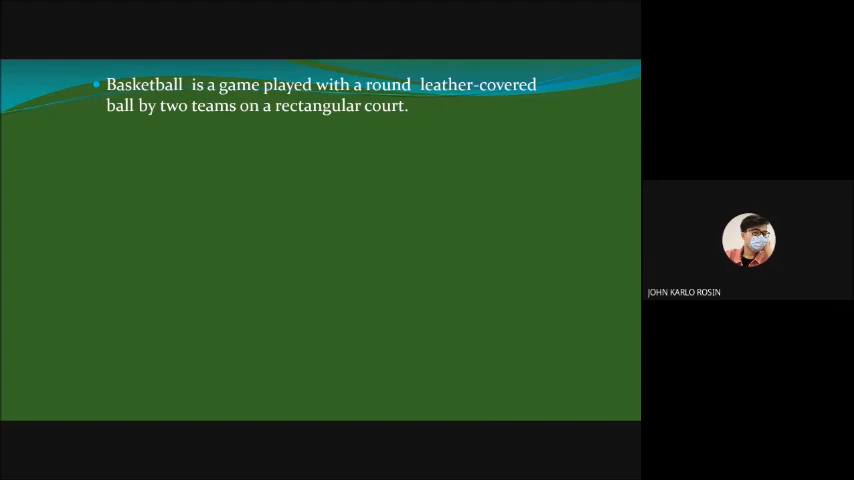 Basketball  is a game played with a round  leather-covered
ball by two teams on a rectangular court.
JOHN KARLO ROSIN